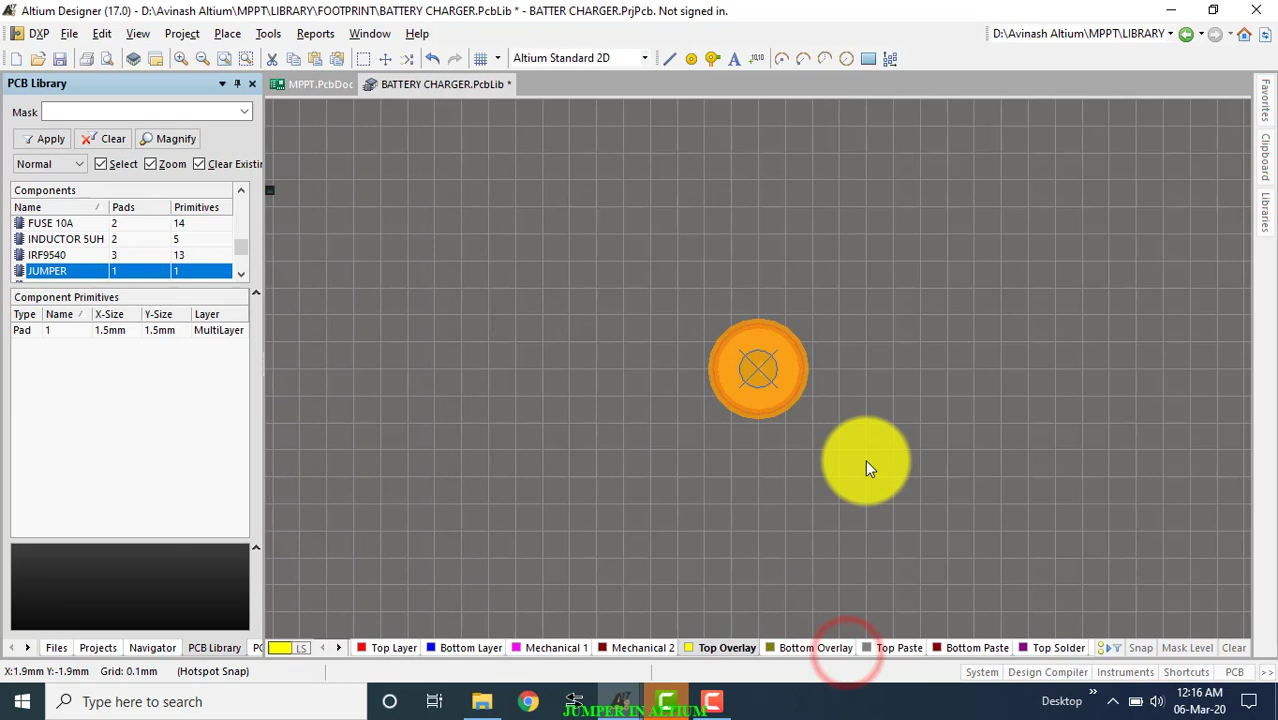 Altium Designer (17.0) - D:\Avinash Altium\MPPT\LIBRARY\FOOTPRINT\BATTERY CHARGER.PcbLib * - BATTER CHARGER.PrjPcb. Not signed in.
DXP File Edit View Project Place Tools Reports Window Help D:\Avinash Altium\MPPT\LIBRARY
Altium Standard 2D
PCB Library MPPT.PcbDoc BATTERY CHARGER.PcbLib *
Mask
Apply Clear Magnify
Normal Select Zoom Clear Existin
Components
Name Pads Primitives
FUSE 10A 2 14
INDUCTOR 5UH 2 5
IRF9540 3 13
JUMPER 1 1
Component Primitives
Type Name X-Size Y-Size Layer
Pad 1 1.5mm 1.5mm MultiLayer
Favorites
Clipboard
Libraries
Files Projects Navigator PCB Library PC LS Top Layer Bottom Layer Mechanical 1 Mechanical 2 Top Overlay Bottom Overlay Top Paste Bottom Paste Top Solder Snap Mask Level Clear
X:1.9mm Y:-1.9mm Grid: 0.1mm (Hotspot Snap) System Design Compiler Instruments Shortcuts PCB >>
Type here to search
JUMPER IN ALTIUM
Desktop
12:16 AM
06-Mar-20